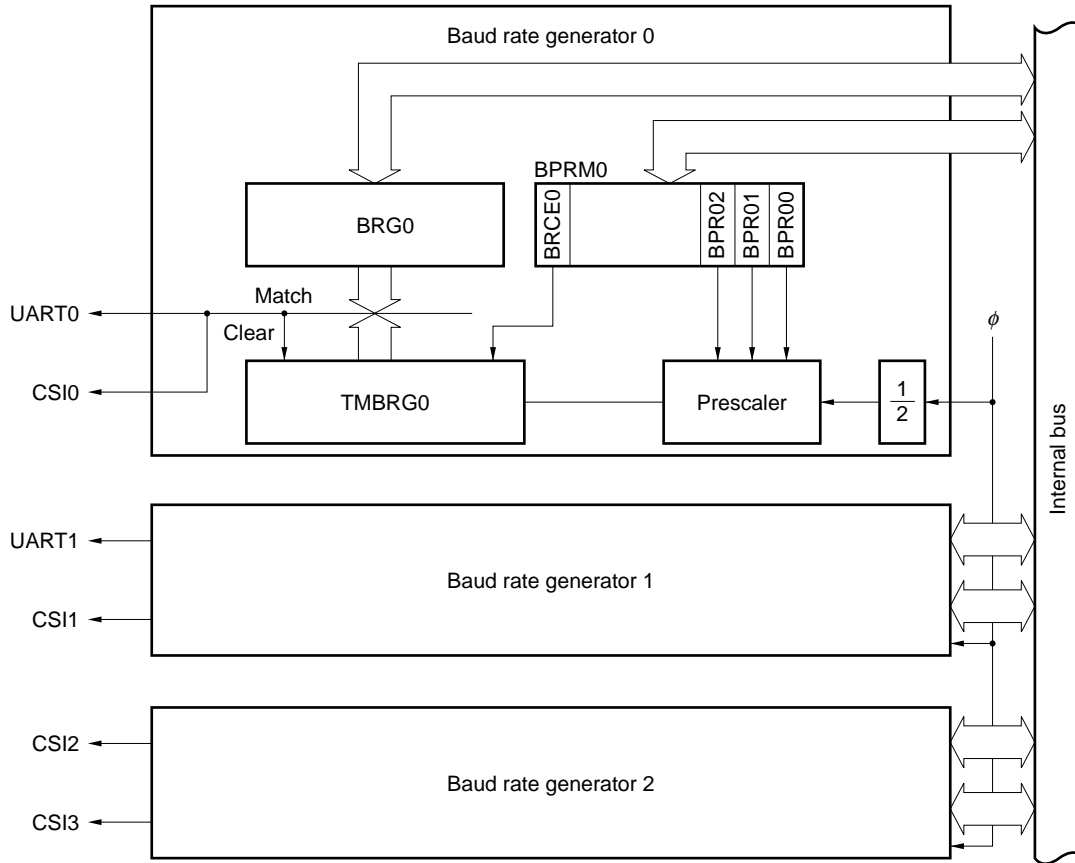 Baud rate generator 0
BPRM0
BRG0
BRCE0
BPR02
BPR01
BPR00
Match
UART0
Clear
ϕ
CSI0
TMBRG0
Prescaler
1
2
Internal bus
UART1
Baud rate generator 1
CSI1
CSI2
Baud rate generator 2
CSI3